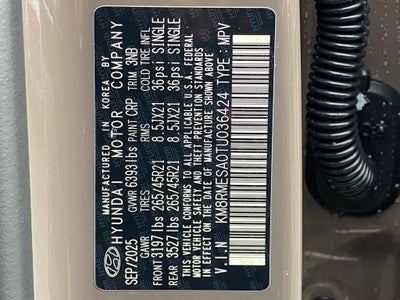 MANUFACTURED IN KOREA BY
HYUNDAI MOTOR COMPANY
SEP/2025 GVWR 6393lbs PAINT CRP TRIM 3NB
GAWR TIRES RIMS COLD TIRE INFL
FRONT 3197lbs 265/45R21 8.5JX21 36psi SINGLE
REAR 3527lbs 265/45R21 8.5JX21 36psi SINGLE
THIS VEHICLE CONFORMS TO ALL APPLICABLE U.S.A. FEDERAL
MOTOR VEHICLE SAFETY AND THEFT PREVENTION STANDARDS
IN EFFECT ON THE DATE OF MANUFACTURE SHOWN ABOVE.
V.I.N : KM8RMESA0TU036424 TYPE : MPV